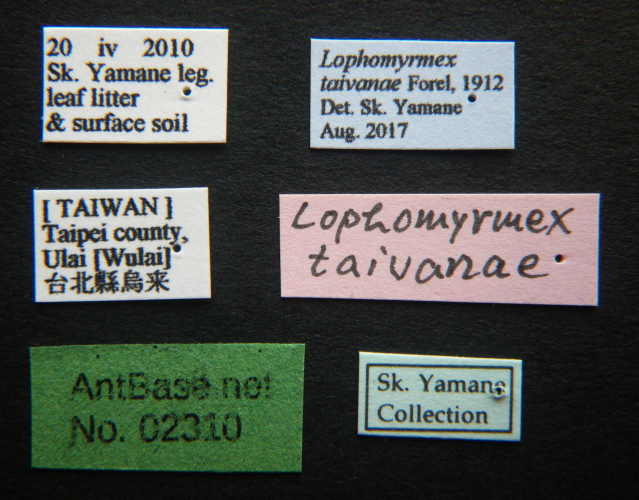 20 iv 2010
Sk. Yamane leg.
leaf litter
& surface soil
Lophomyrmex
taivanae Forel, 1912
Det. Sk. Yamane
Aug. 2017
[ TAIWAN ]
Taipei county,
Ulai [Wulai]
台北縣烏来
Lophomyrmex
taivanae
AntBase.net
No. 02310
Sk. Yamane
Collection